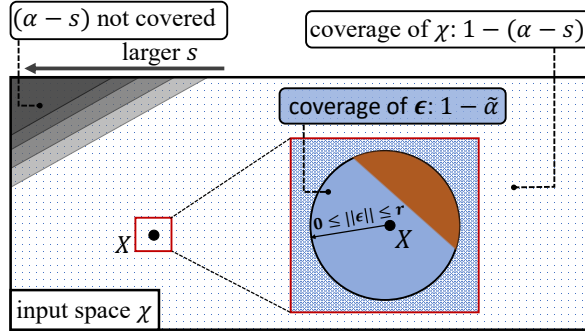 (α − s) not covered
coverage of χ: 1 − (α − s)
larger s
coverage of ϵ: 1 − α̃
0 ≤ ||ϵ|| ≤ r
X
X
input space χ